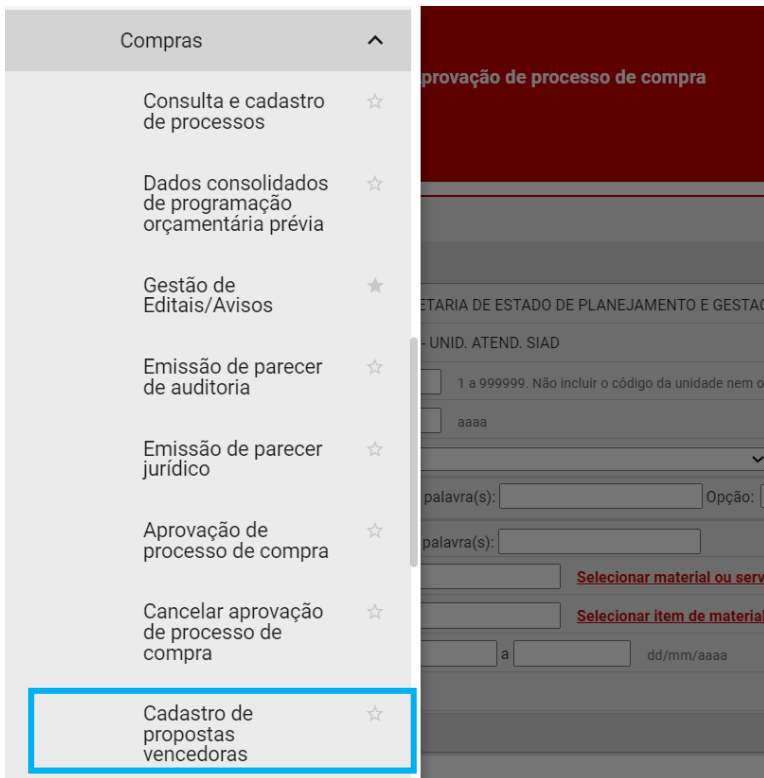 Compras
Consulta e cadastro
de processos
Dados consolidados
de programação
orçamentária prévia
Gestão de
Editais/Avisos
Emissão de parecer
de auditoria
Emissão de parecer
jurídico
Aprovação de
processo de compra
Cancelar aprovação
de processo de
compra
Cadastro de
propostas
vencedoras
provação de processo de compra
ETARIA DE ESTADO DE PLANEJAMENTO E GESTAO
- UNID. ATEND. SIAD
1 a 999999. Não incluir o código da unidade nem o
aaaa
palavra(s): Opção:
palavra(s):
Selecionar material ou serv
Selecionar item de material
a dd/mm/aaaa